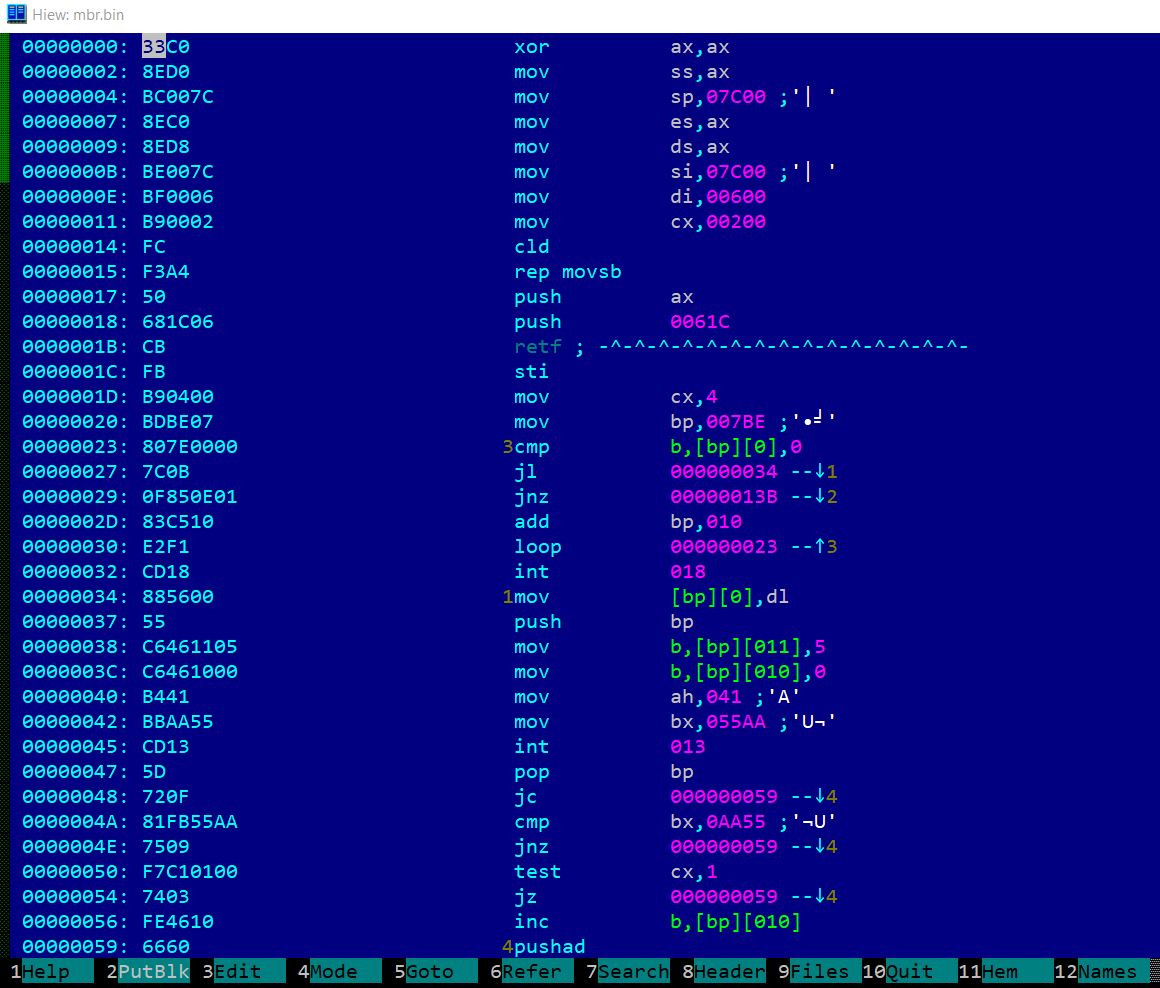 Hiew: mbr.bin
00000000: 33C0 xor ax,ax
00000002: 8ED0 mov ss,ax
00000004: BC007C mov sp,07C00 ;'│ '
00000007: 8EC0 mov es,ax
00000009: 8ED8 mov ds,ax
0000000B: BE007C mov si,07C00 ;'│ '
0000000E: BF0006 mov di,00600
00000011: B90002 mov cx,00200
00000014: FC cld
00000015: F3A4 rep movsb
00000017: 50 push ax
00000018: 681C06 push 0061C
0000001B: CB retf ; -^-^-^-^-^-^-^-^-^-^-^-^-^-^-^-
0000001C: FB sti
0000001D: B90400 mov cx,4
00000020: BDBE07 mov bp,007BE ;'•╛'
00000023: 807E0000 3cmp b,[bp][0],0
00000027: 7C0B jl 000000034 --↓1
00000029: 0F850E01 jnz 00000013B --↓2
0000002D: 83C510 add bp,010
00000030: E2F1 loop 000000023 --↑3
00000032: CD18 int 018
00000034: 885600 1mov [bp][0],dl
00000037: 55 push bp
00000038: C6461105 mov b,[bp][011],5
0000003C: C6461000 mov b,[bp][010],0
00000040: B441 mov ah,041 ;'A'
00000042: BBAA55 mov bx,055AA ;'U¬'
00000045: CD13 int 013
00000047: 5D pop bp
00000048: 720F jc 000000059 --↓4
0000004A: 81FB55AA cmp bx,0AA55 ;'¬U'
0000004E: 7509 jnz 000000059 --↓4
00000050: F7C10100 test cx,1
00000054: 7403 jz 000000059 --↓4
00000056: FE4610 inc b,[bp][010]
00000059: 6660 4pushad
1Help 2PutBlk 3Edit 4Mode 5Goto 6Refer 7Search 8Header 9Files 10Quit 11Hem 12Names